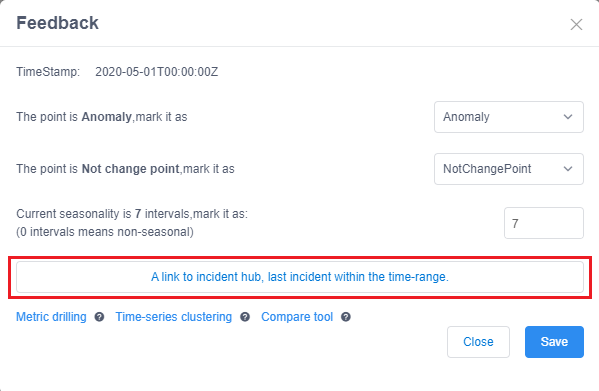 Feedback
TimeStamp: 2020-05-01T00:00:00Z
The point is Anomaly,mark it as Anomaly
The point is Not change point,mark it as NotChangePoint
Current seasonality is 7 intervals,mark it as:
(0 intervals means non-seasonal) 7
A link to incident hub, last incident within the time-range.
Metric drilling ? Time-series clustering ? Compare tool ?
Close Save